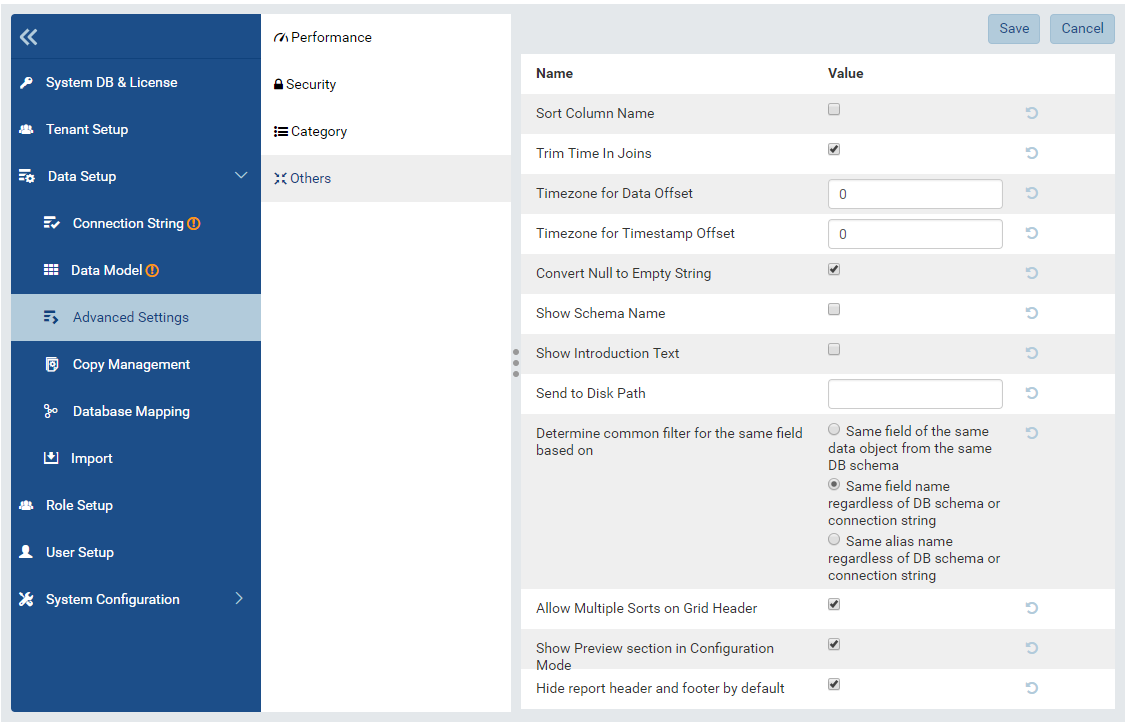 System DB & License
Tenant Setup
Data Setup
Connection String
Data Model
Advanced Settings
Copy Management
Database Mapping
Import
Role Setup
User Setup
System Configuration
Performance
Security
Category
Others
Save Cancel
Name Value
Sort Column Name
Trim Time In Joins
Timezone for Data Offset 0
Timezone for Timestamp Offset 0
Convert Null to Empty String
Show Schema Name
Show Introduction Text
Send to Disk Path
Determine common filter for the same field
based on
Same field of the same
data object from the same
DB schema
Same field name
regardless of DB schema or
connection string
Same alias name
regardless of DB schema or
connection string
Allow Multiple Sorts on Grid Header
Show Preview section in Configuration
Mode
Hide report header and footer by default